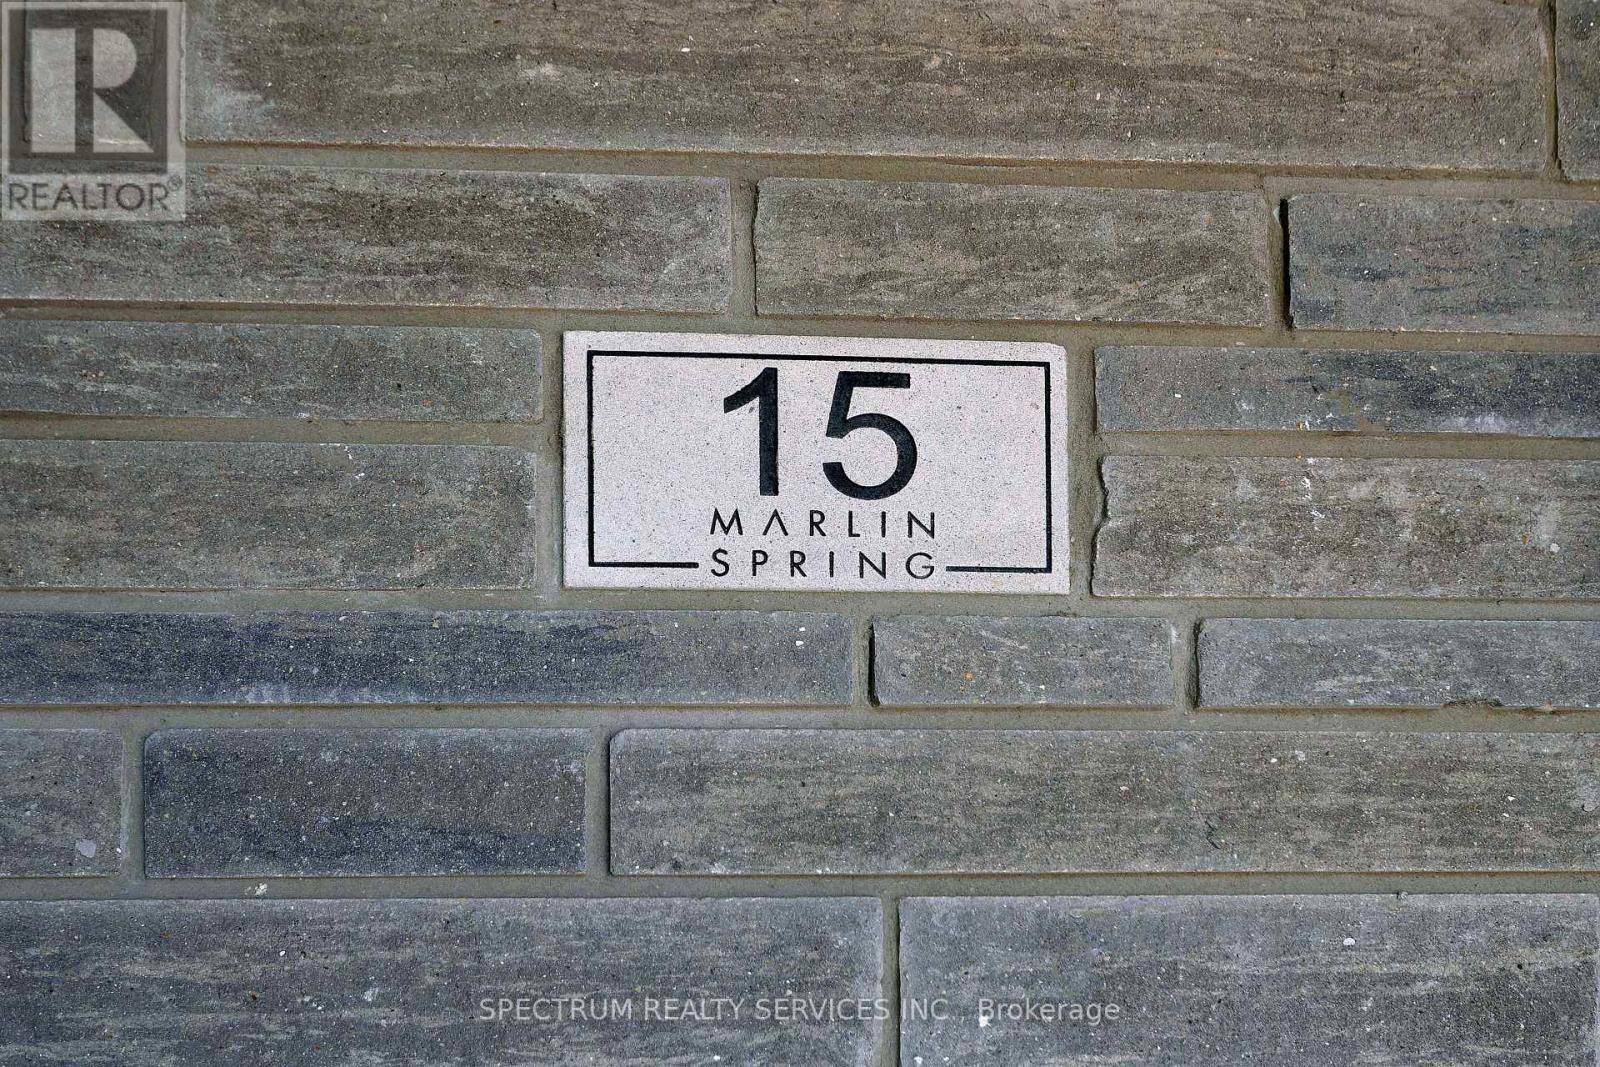 R
REALTOR®
15
MARLIN
SPRING
SPECTRUM REALTY SERVICES INC., Brokerage